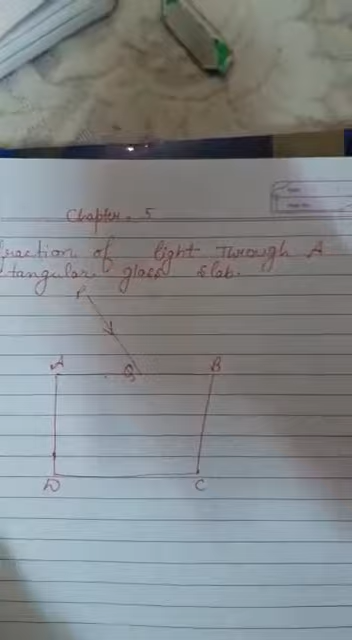 Chapter. 5
fraction of light Through A
tangular glass slab.
P
A Q B
D C